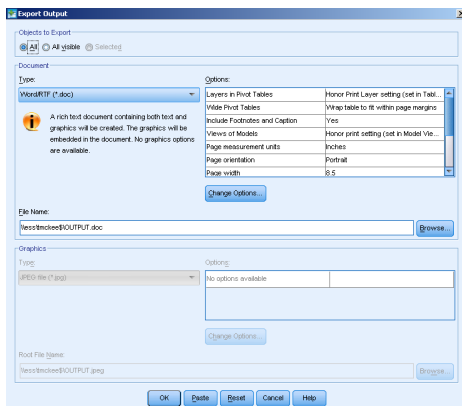 Export Output
Objects to Export
All All visible Selected
Document
Type:
Word/RTF (*.doc)
A rich text document containing both text and
graphics will be created. The graphics will be
embedded in the document. No graphics options
are available.
Options:
Layers in Pivot Tables Honor Print Layer setting (set in Tabl...
Wide Pivot Tables Wrap table to fit within page margins
Include Footnotes and Caption Yes
Views of Models Honor print setting (set in Model Vie...
Page measurement units Inches
Page orientation Portrait
Page width 8.5
Change Options...
File Name:
\\ess\tmckee$\OUTPUT.doc
Browse...
Graphics
Type:
JPEG file (*.jpg)
Options:
No options available
Change Options...
Root File Name:
\\ess\tmckee$\OUTPUT.jpeg
Browse...
OK Paste Reset Cancel Help